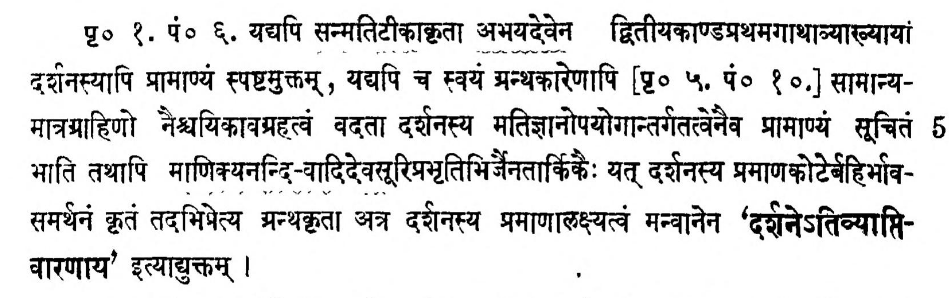 पृ० १. पं० ६. यद्यपि सन्मतिटीकाकृता अभयदेवेन द्वितीयकाण्डप्रथमगाथाव्याख्यायां
दर्शनस्यापि प्रामाण्यं स्पष्टमुक्तम्, यद्यपि च स्वयं ग्रन्थकारेणापि [पृ० ५. पं० १०.] सामान्य-
मात्रग्राहिणो नैश्चयिकावग्रहत्वं वदता दर्शनस्य मतिज्ञानोपयोगान्तर्गतत्वेनैव प्रामाण्यं सूचितं 5
भाति तथापि माणिक्यनन्दि-वादिदेवसूरिप्रभृतिभिर्जैनतार्किकैः यत् दर्शनस्य प्रमाणकोटेर्बहिर्भाव-
समर्थनं कृतं तदभिप्रेत्य ग्रन्थकृता अत्र दर्शनस्य प्रमाणालक्ष्यत्वं मन्वानेन ‘दर्शनेऽतिव्याप्ति-
वारणाय’ इत्याद्युक्तम् ।